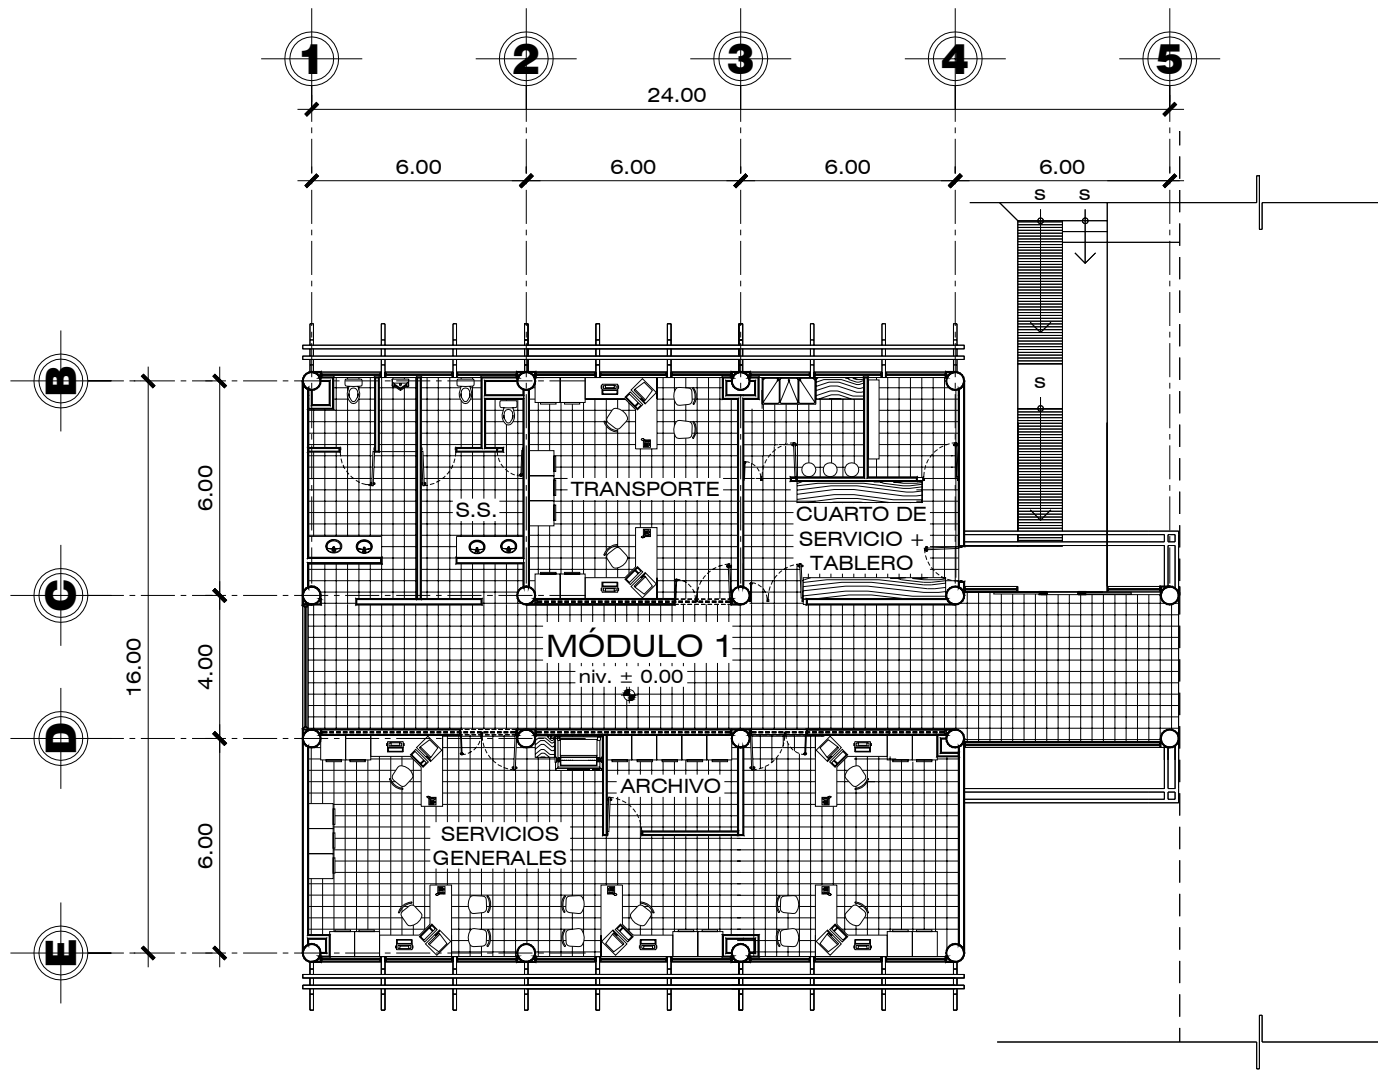 1 2 3 4 5
24.00
6.00 6.00 6.00 6.00
s s
B
s
6.00
TRANSPORTE
S.S.
CUARTO DE
SERVICIO +
TABLERO
C
MÓDULO 1
niv. ± 0.00
16.00
4.00
D
ARCHIVO
SERVICIOS
GENERALES
6.00
E